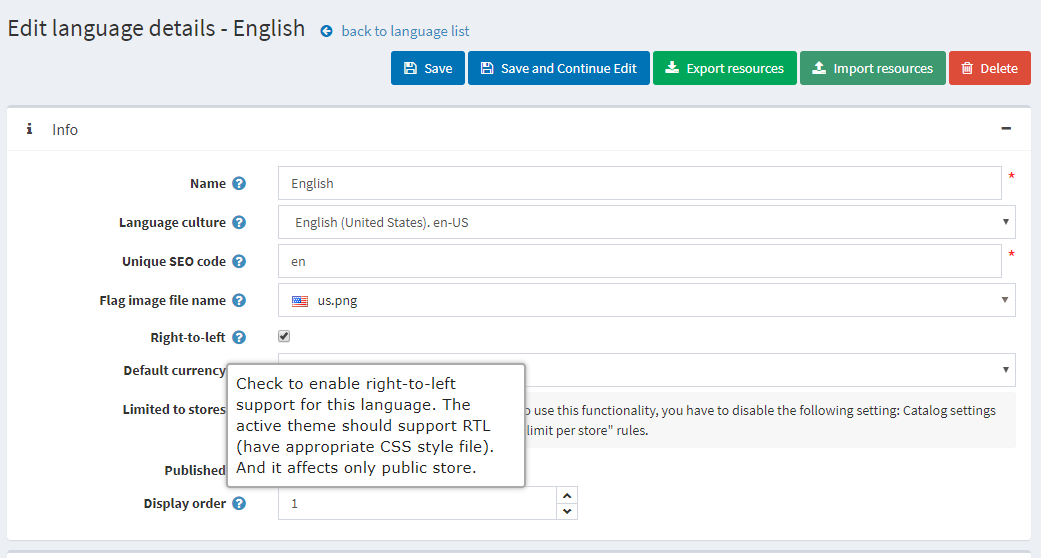 Edit language details - English back to language list
Save Save and Continue Edit Export resources Import resources Delete
Info
Name English *
Language culture English (United States). en-US
Unique SEO code en *
Flag image file name us.png
Right-to-left
Default currency
Check to enable right-to-left
support for this language. The
active theme should support RTL
(have appropriate CSS style file).
And it affects only public store.
Limited to stores
to use this functionality, you have to disable the following setting: Catalog settings
limit per store" rules.
Published
Display order 1